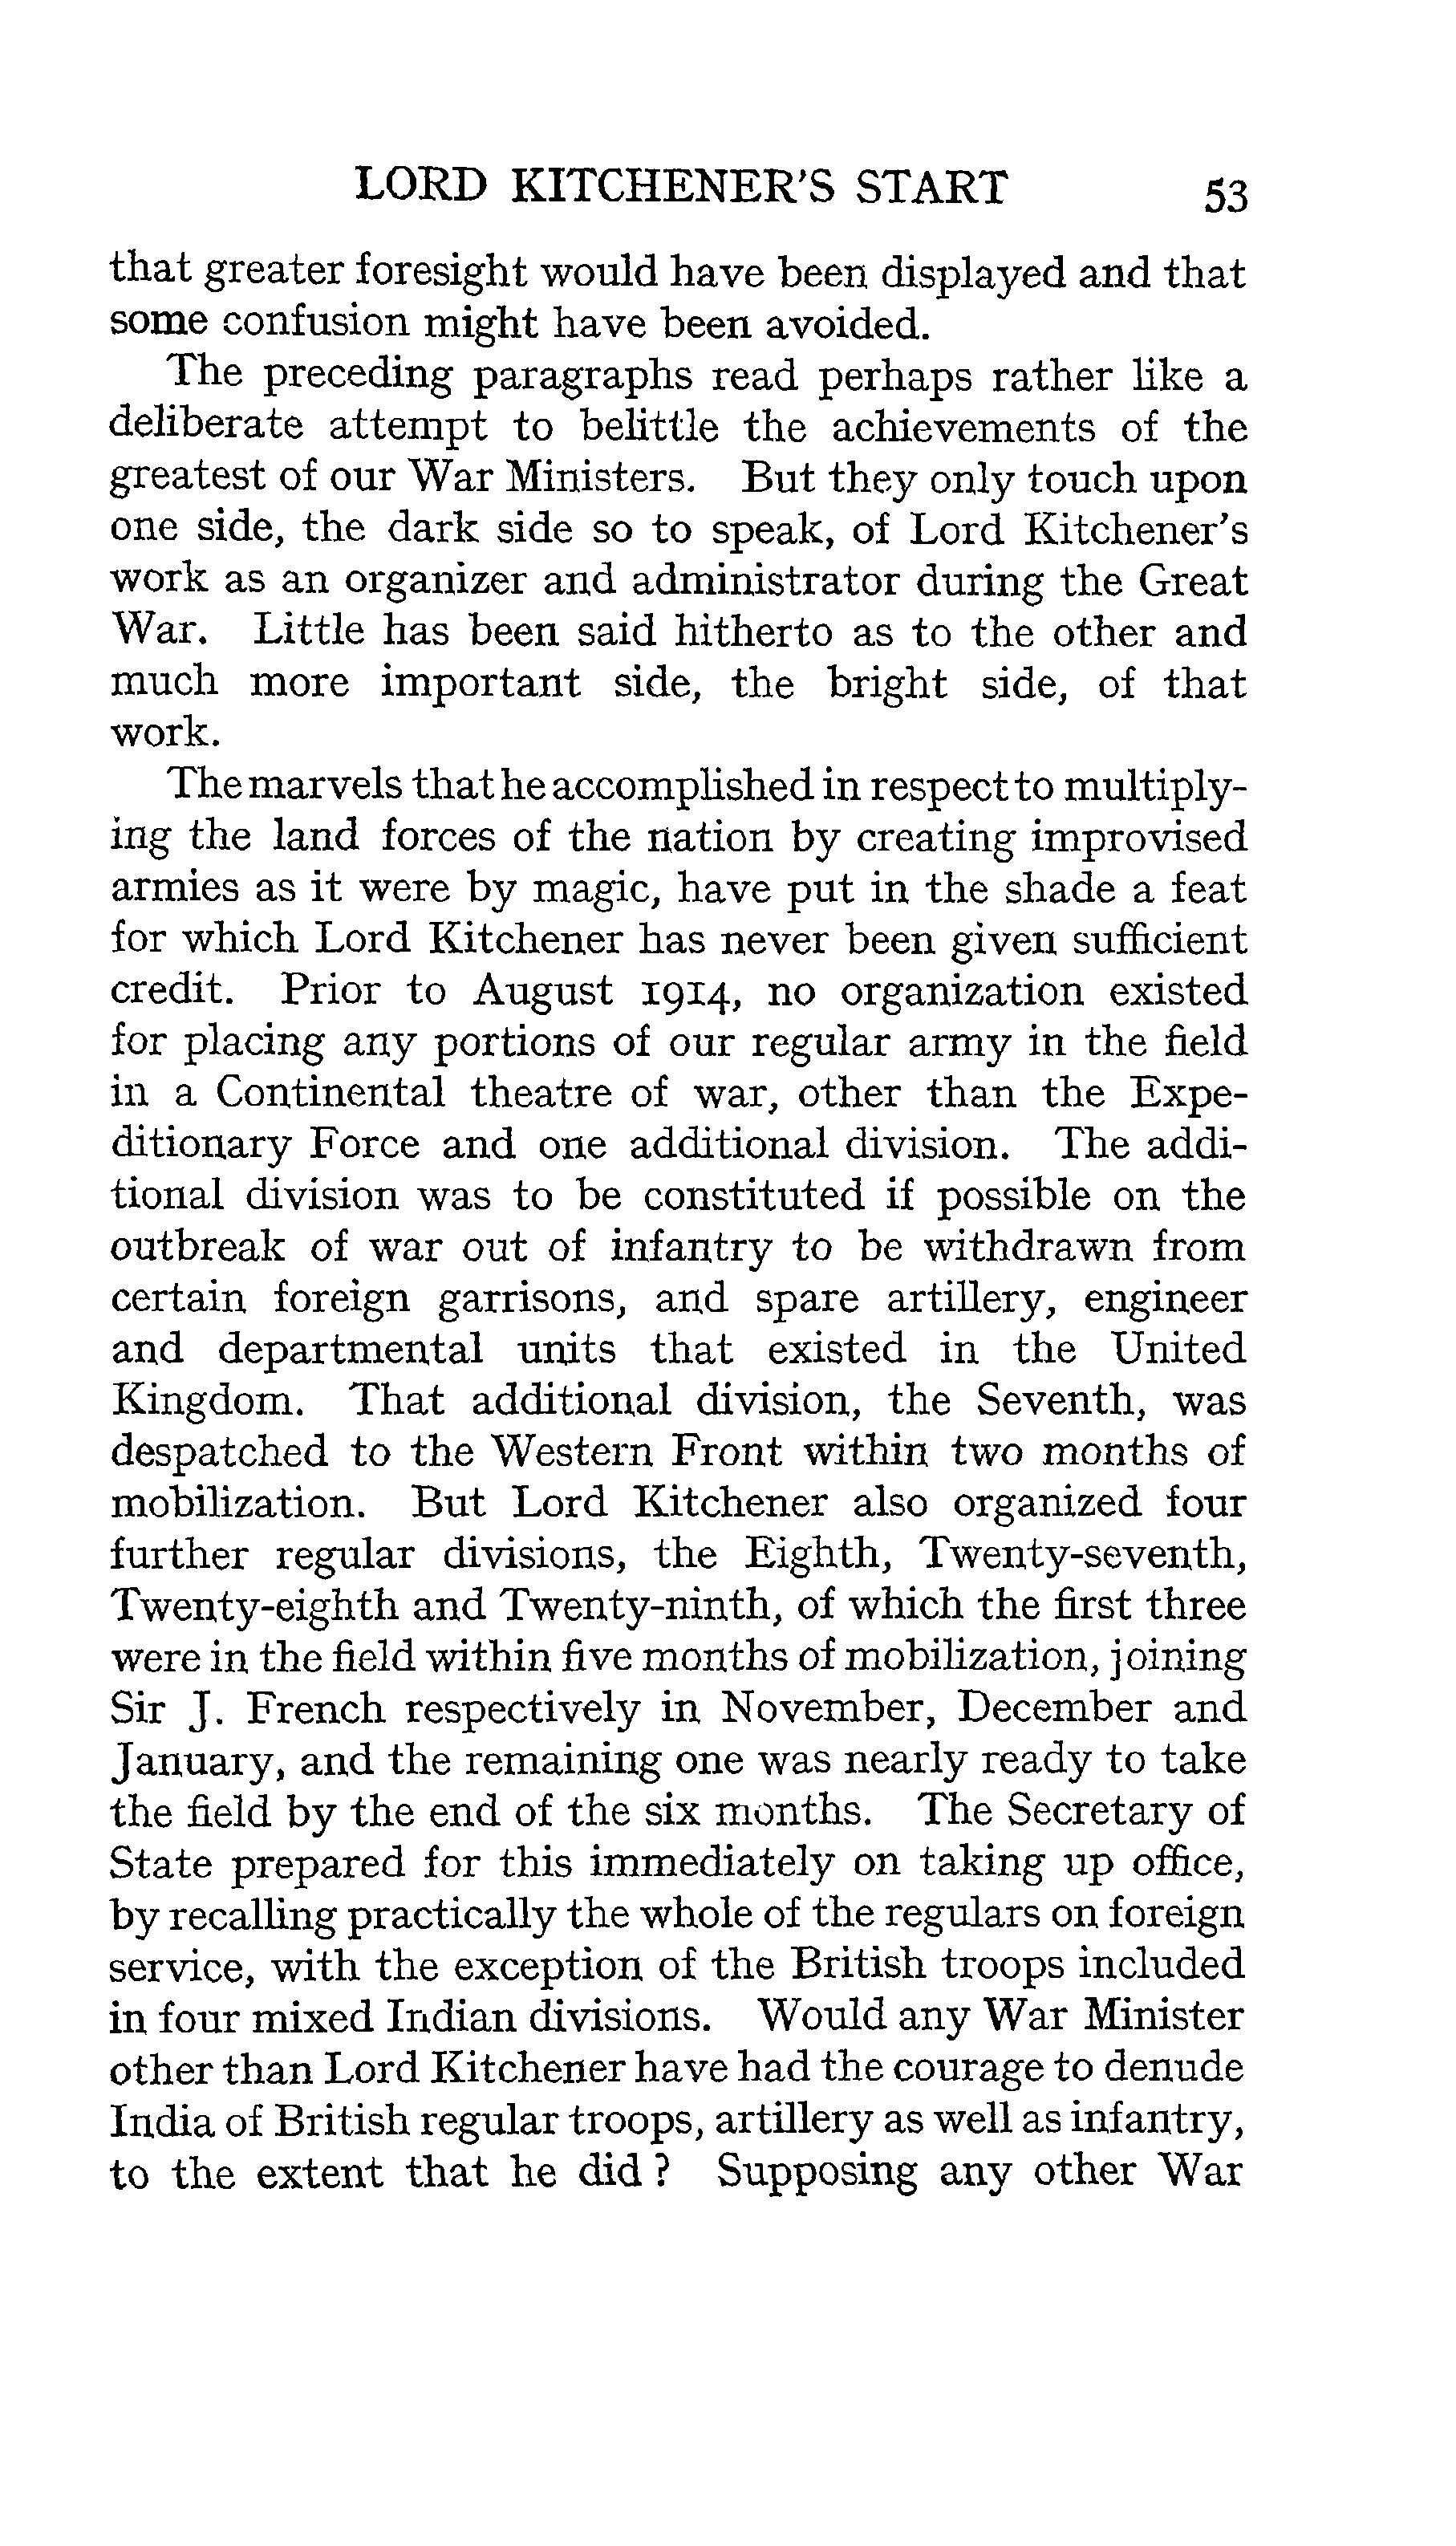 LORD KITCHENER'S START 53
that greater foresight would have been displayed and that
some confusion might have been avoided.
The preceding paragraphs read perhaps rather like a
deliberate attempt to belittle the achievements of the
greatest of our War Ministers. But they only touch upon
one side, the dark side so to speak, of Lord Kitchener's
work as an organizer and administrator during the Great
War. Little has been said hitherto as to the other and
much more important side, the bright side, of that
work.
The marvels that he accomplished in respect to multiply-
ing the land forces of the nation by creating improvised
armies as it were by magic, have put in the shade a feat
for which Lord Kitchener has never been given sufficient
credit. Prior to August 1914, no organization existed
for placing any portions of our regular army in the field
in a Continental theatre of war, other than the Expe-
ditionary Force and one additional division. The addi-
tional division was to be constituted if possible on the
outbreak of war out of infantry to be withdrawn from
certain foreign garrisons, and spare artillery, engineer
and departmental units that existed in the United
Kingdom. That additional division, the Seventh, was
despatched to the Western Front within two months of
mobilization. But Lord Kitchener also organized four
further regular divisions, the Eighth, Twenty-seventh,
Twenty-eighth and Twenty-ninth, of which the first three
were in the field within five months of mobilization, joining
Sir J. French respectively in November, December and
January, and the remaining one was nearly ready to take
the field by the end of the six months. The Secretary of
State prepared for this immediately on taking up office,
by recalling practically the whole of the regulars on foreign
service, with the exception of the British troops included
in four mixed Indian divisions. Would any War Minister
other than Lord Kitchener have had the courage to denude
India of British regular troops, artillery as well as infantry,
to the extent that he did ? Supposing any other War